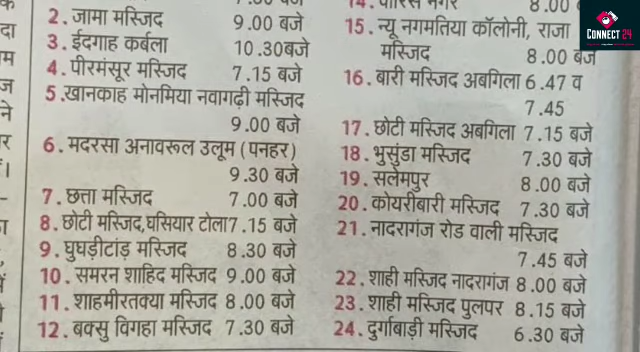 2. जामा मस्जिद 9.00 बजे
3. ईदगाह कर्बला 10.30बजे
4. पीरमंसूर मस्जिद 7.15 बजे
5.खानकाह मोनमिया नवागढ़ी मस्जिद
9.00 बजे
6. मदरसा अनावरूल उलूम (पनहर)
9.30 बजे
7. छत्ता मस्जिद 7.00 बजे
8. छोटी मस्जिद,घसियार टोला7.15 बजे
9. घुघड़ीटांड़ मस्जिद 8.30 बजे
10. समरन शाहिद मस्जिद 9.00 बजे
11. शाहमीरतक्या मस्जिद 8.00 बजे
12. बक्सु विगहा मस्जिद 7.30 बजे
14. वारिस नगर 8.00
15. न्यू नगमतिया कॉलोनी, राजा
मस्जिद 8.00 बजे
16. बारी मस्जिद अबगिला 6.47 व
7.45
17. छोटी मस्जिद अबगिला 7.15 बजे
18. भुसुंडा मस्जिद 7.30 बजे
19. सलेमपुर 8.00 बजे
20. कोयरीबारी मस्जिद 7.30 बजे
21. नादरागंज रोड वाली मस्जिद
7.45 बजे
22. शाही मस्जिद नादरागंज 8.00 बजे
23. शाही मस्जिद पुलपर 8.15 बजे
24. दुर्गाबाड़ी मस्जिद 6.30 बजे
CONNECT 24